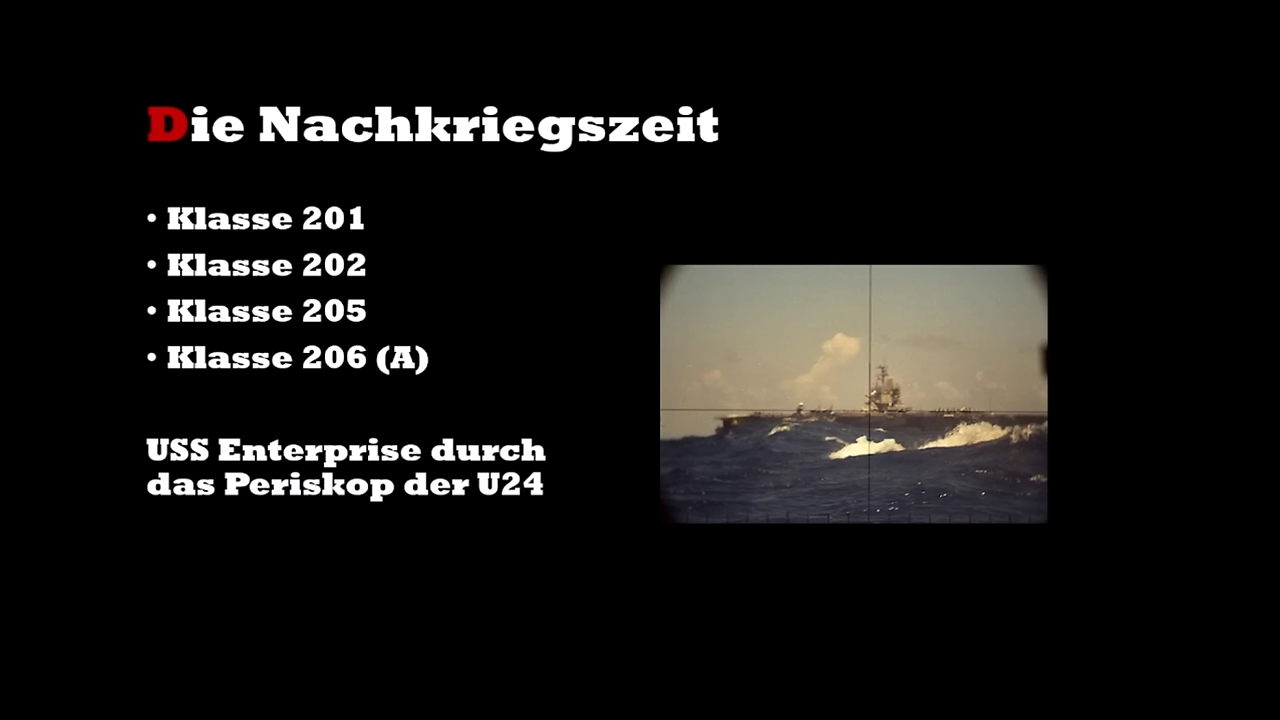 Die Nachkriegszeit
• Klasse 201
• Klasse 202
• Klasse 205
• Klasse 206 (A)
USS Enterprise durch
das Periskop der U24